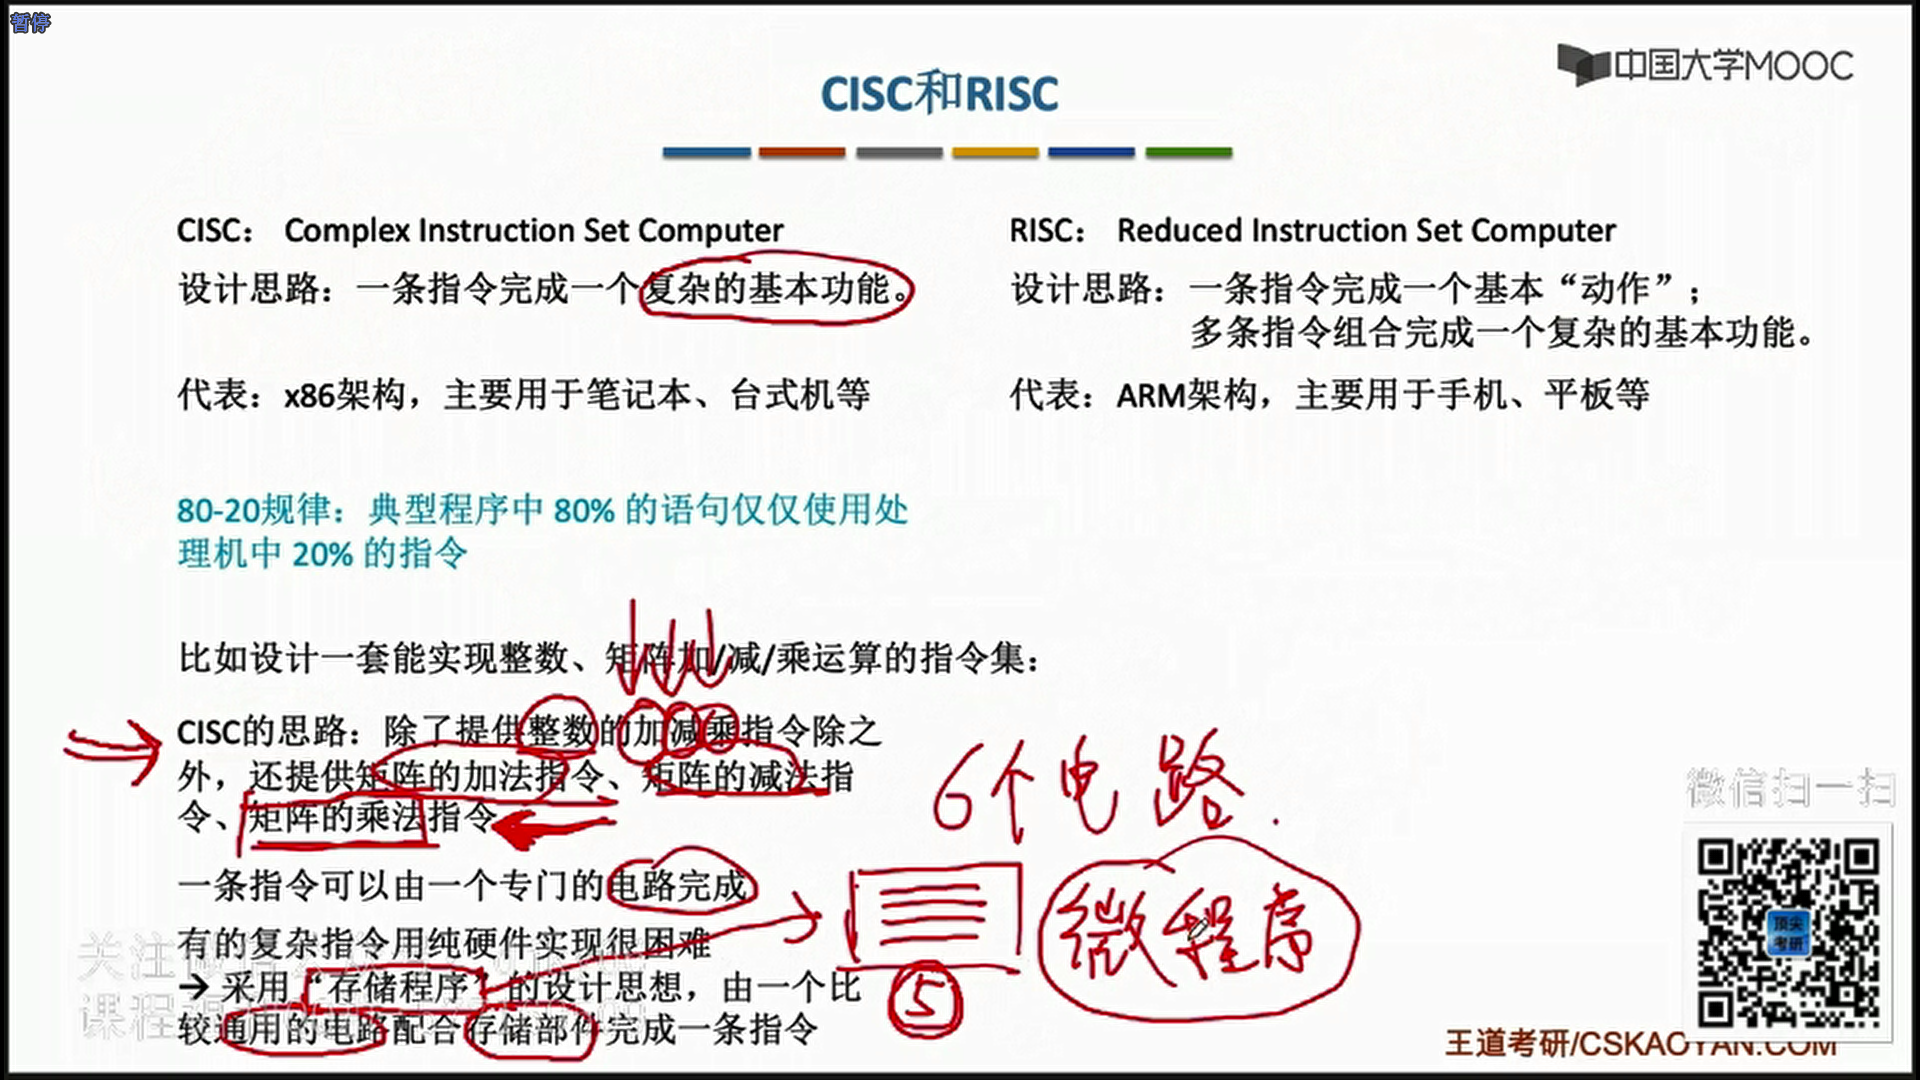 暂停
中国大学MOOC
CISC和RISC
CISC： Complex Instruction Set Computer
设计思路：一条指令完成一个复杂的基本功能。
代表：x86架构，主要用于笔记本、台式机等
RISC： Reduced Instruction Set Computer
设计思路：一条指令完成一个基本“动作”；
多条指令组合完成一个复杂的基本功能。
代表：ARM架构，主要用于手机、平板等
80-20规律：典型程序中 80% 的语句仅仅使用处
理机中 20% 的指令
比如设计一套能实现整数、矩阵加/减/乘运算的指令集：
CISC的思路：除了提供整数的加减乘指令除之
外，还提供矩阵的加法指令、矩阵的减法指
令、矩阵的乘法指令
一条指令可以由一个专门的电路完成
有的复杂指令用纯硬件实现很困难
→ 采用“存储程序”的设计思想，由一个比
较通用的电路配合存储部件完成一条指令
6个电路.
微程序
5
关注
课程
微信扫一扫
顶尖
考研
王道考研/CSKAOYAN.COM